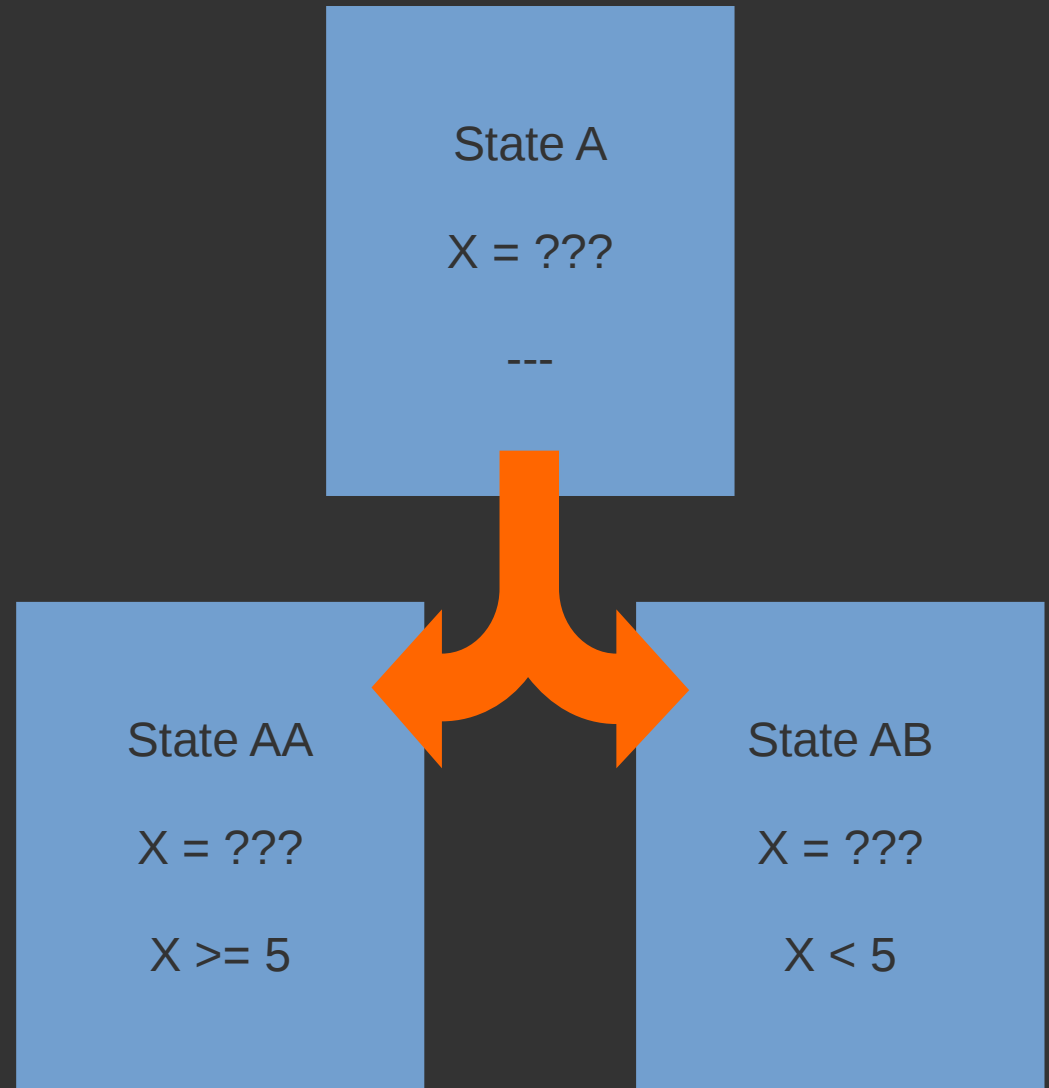 State A
X = ???
---
State AA
X = ???
X >= 5
State AB
X = ???
X < 5